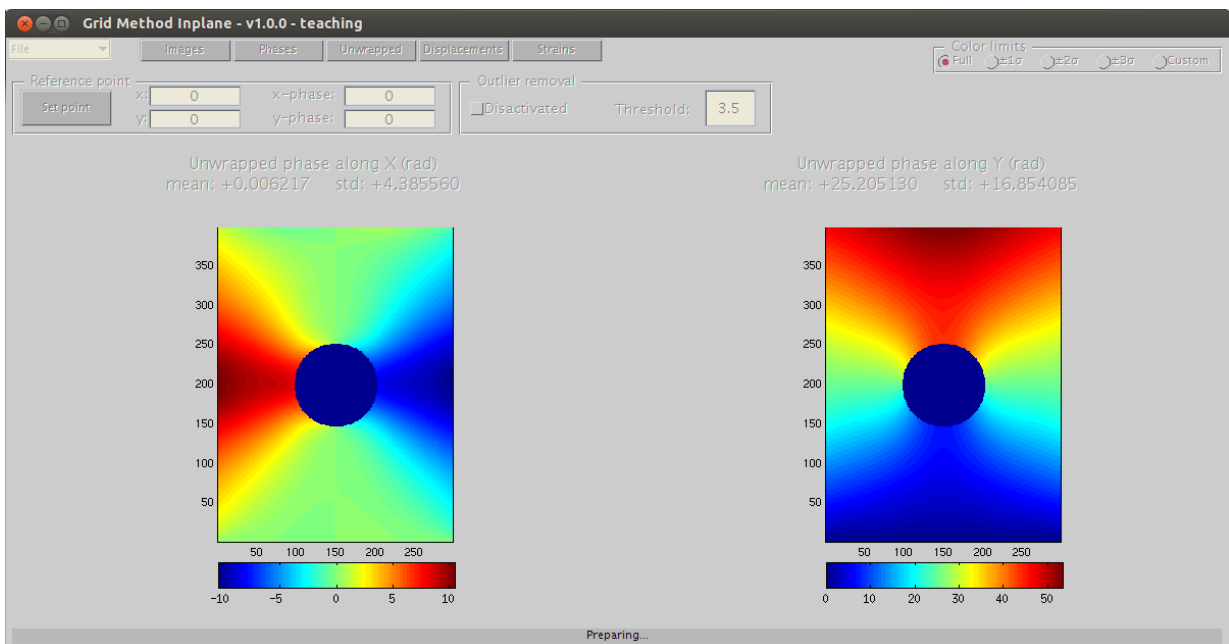 Grid Method Inplane - v1.0.0 - teaching
File Images Phases Unwrapped Displacements Strains
Color limits
Full ±1σ ±2σ ±3σ Custom
Reference point
Set point
x: 0 x-phase: 0
y: 0 y-phase: 0
Outlier removal
Disactivated Threshold: 3.5
Unwrapped phase along X (rad)
mean: +0.006217 std: +4.385560
350
300
250
200
150
100
50
50 100 150 200 250
-10 -5 0 5 10
Unwrapped phase along Y (rad)
mean: +25.205130 std: +16.854085
350
300
250
200
150
100
50
50 100 150 200 250
0 10 20 30 40 50
Preparing...